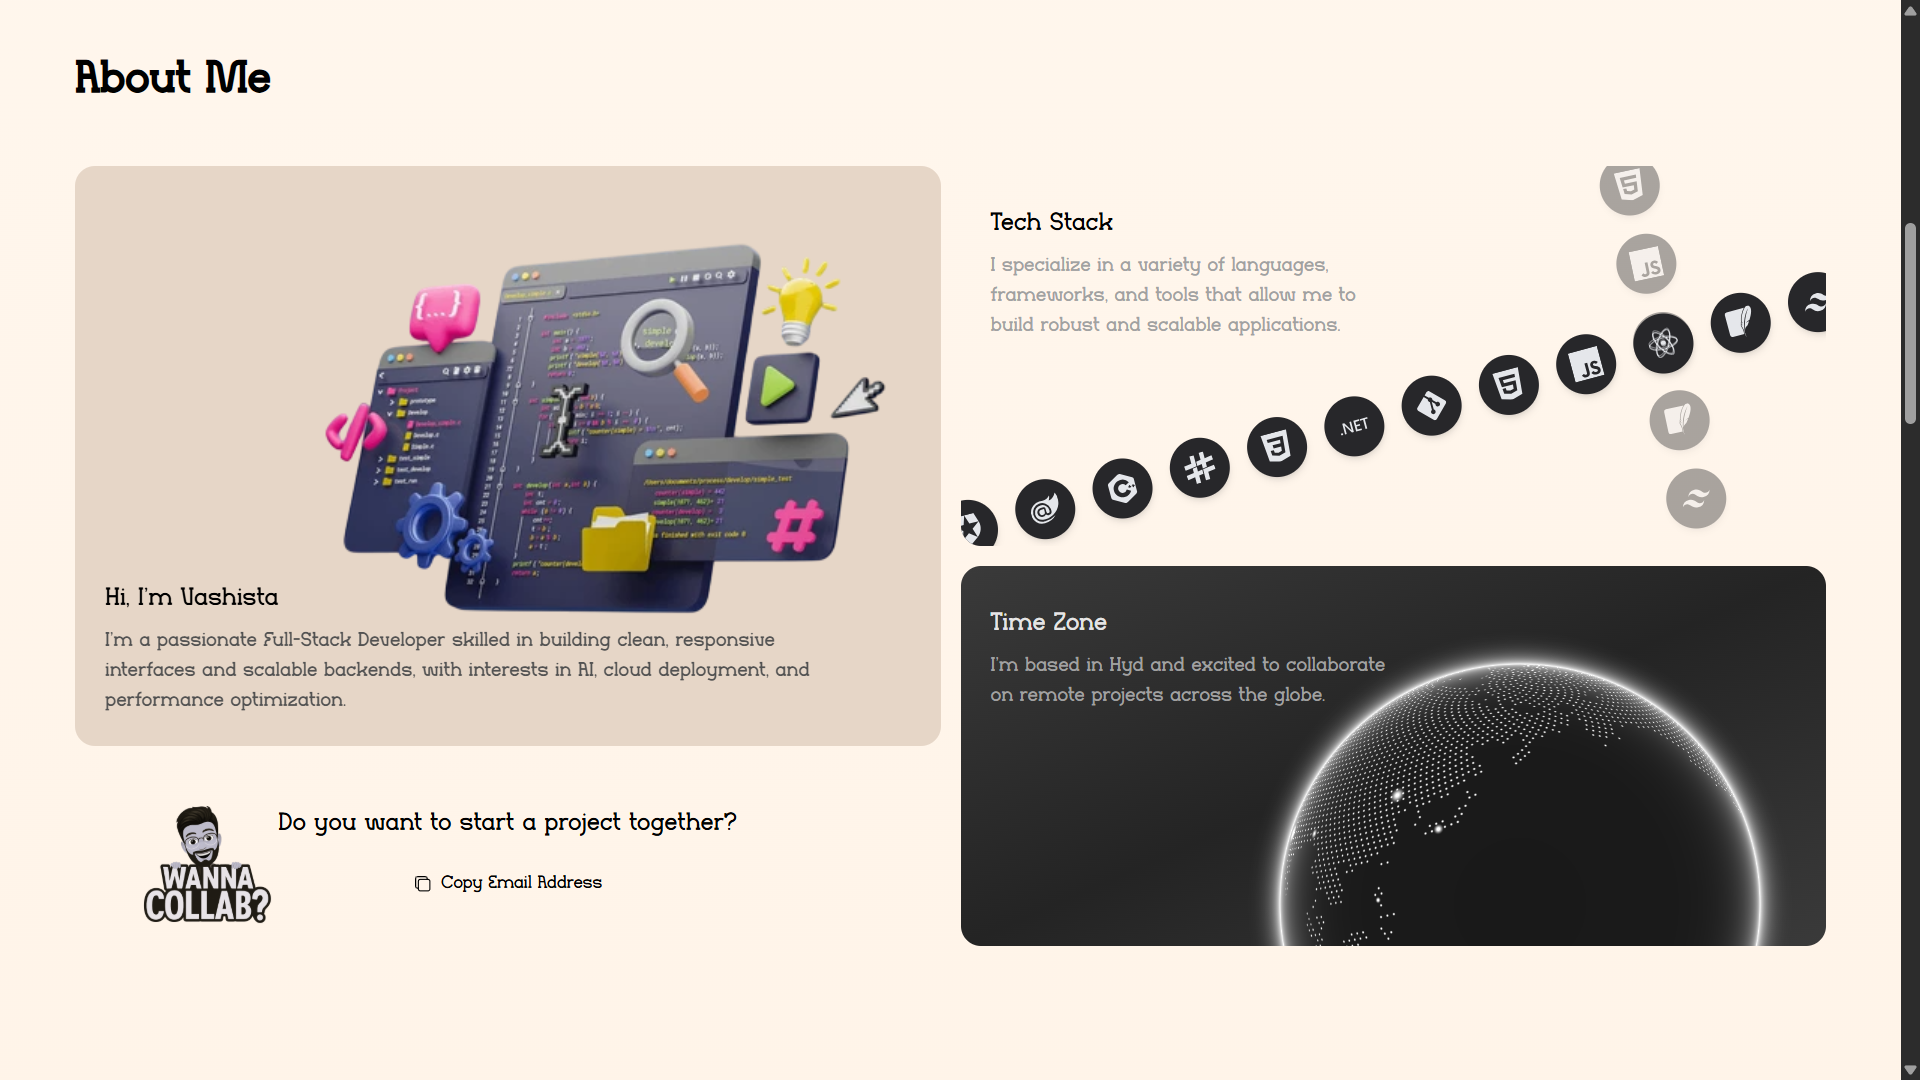 About Me
Hi, I'm Vashista
I'm a passionate Full-Stack Developer skilled in building clean, responsive
interfaces and scalable backends, with interests in AI, cloud deployment, and
performance optimization.
WANNA
COLLAB?
Do you want to start a project together?
Copy Email Address
Tech Stack
I specialize in a variety of languages,
frameworks, and tools that allow me to
build robust and scalable applications.
JS
.NET
JS
Time Zone
I'm based in Hyd and excited to collaborate
on remote projects across the globe.